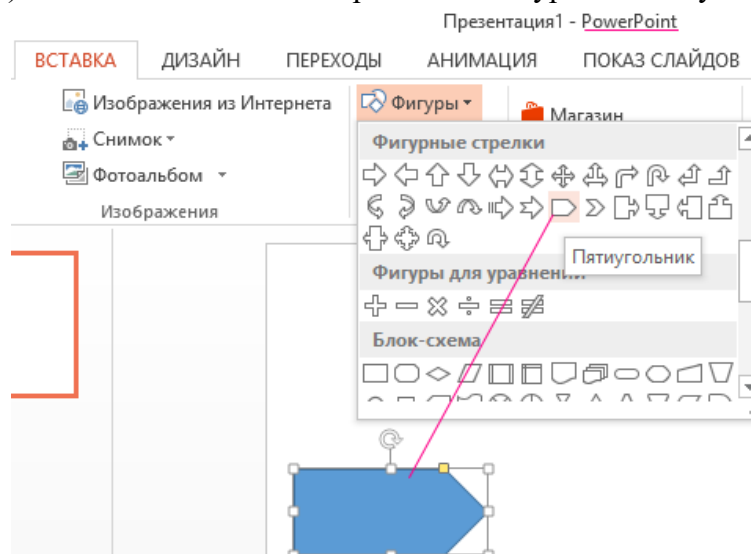 Презентация1 - PowerPoint
ВСТАВКА ДИЗАЙН ПЕРЕХОДЫ АНИМАЦИЯ ПОКАЗ СЛАЙДОВ
Изображения из Интернета
Фигуры
Магазин
Снимок
Фотоальбом
Изображения
Фигурные стрелки
Пятиугольник
Фигуры для уравнени
Блок-схема